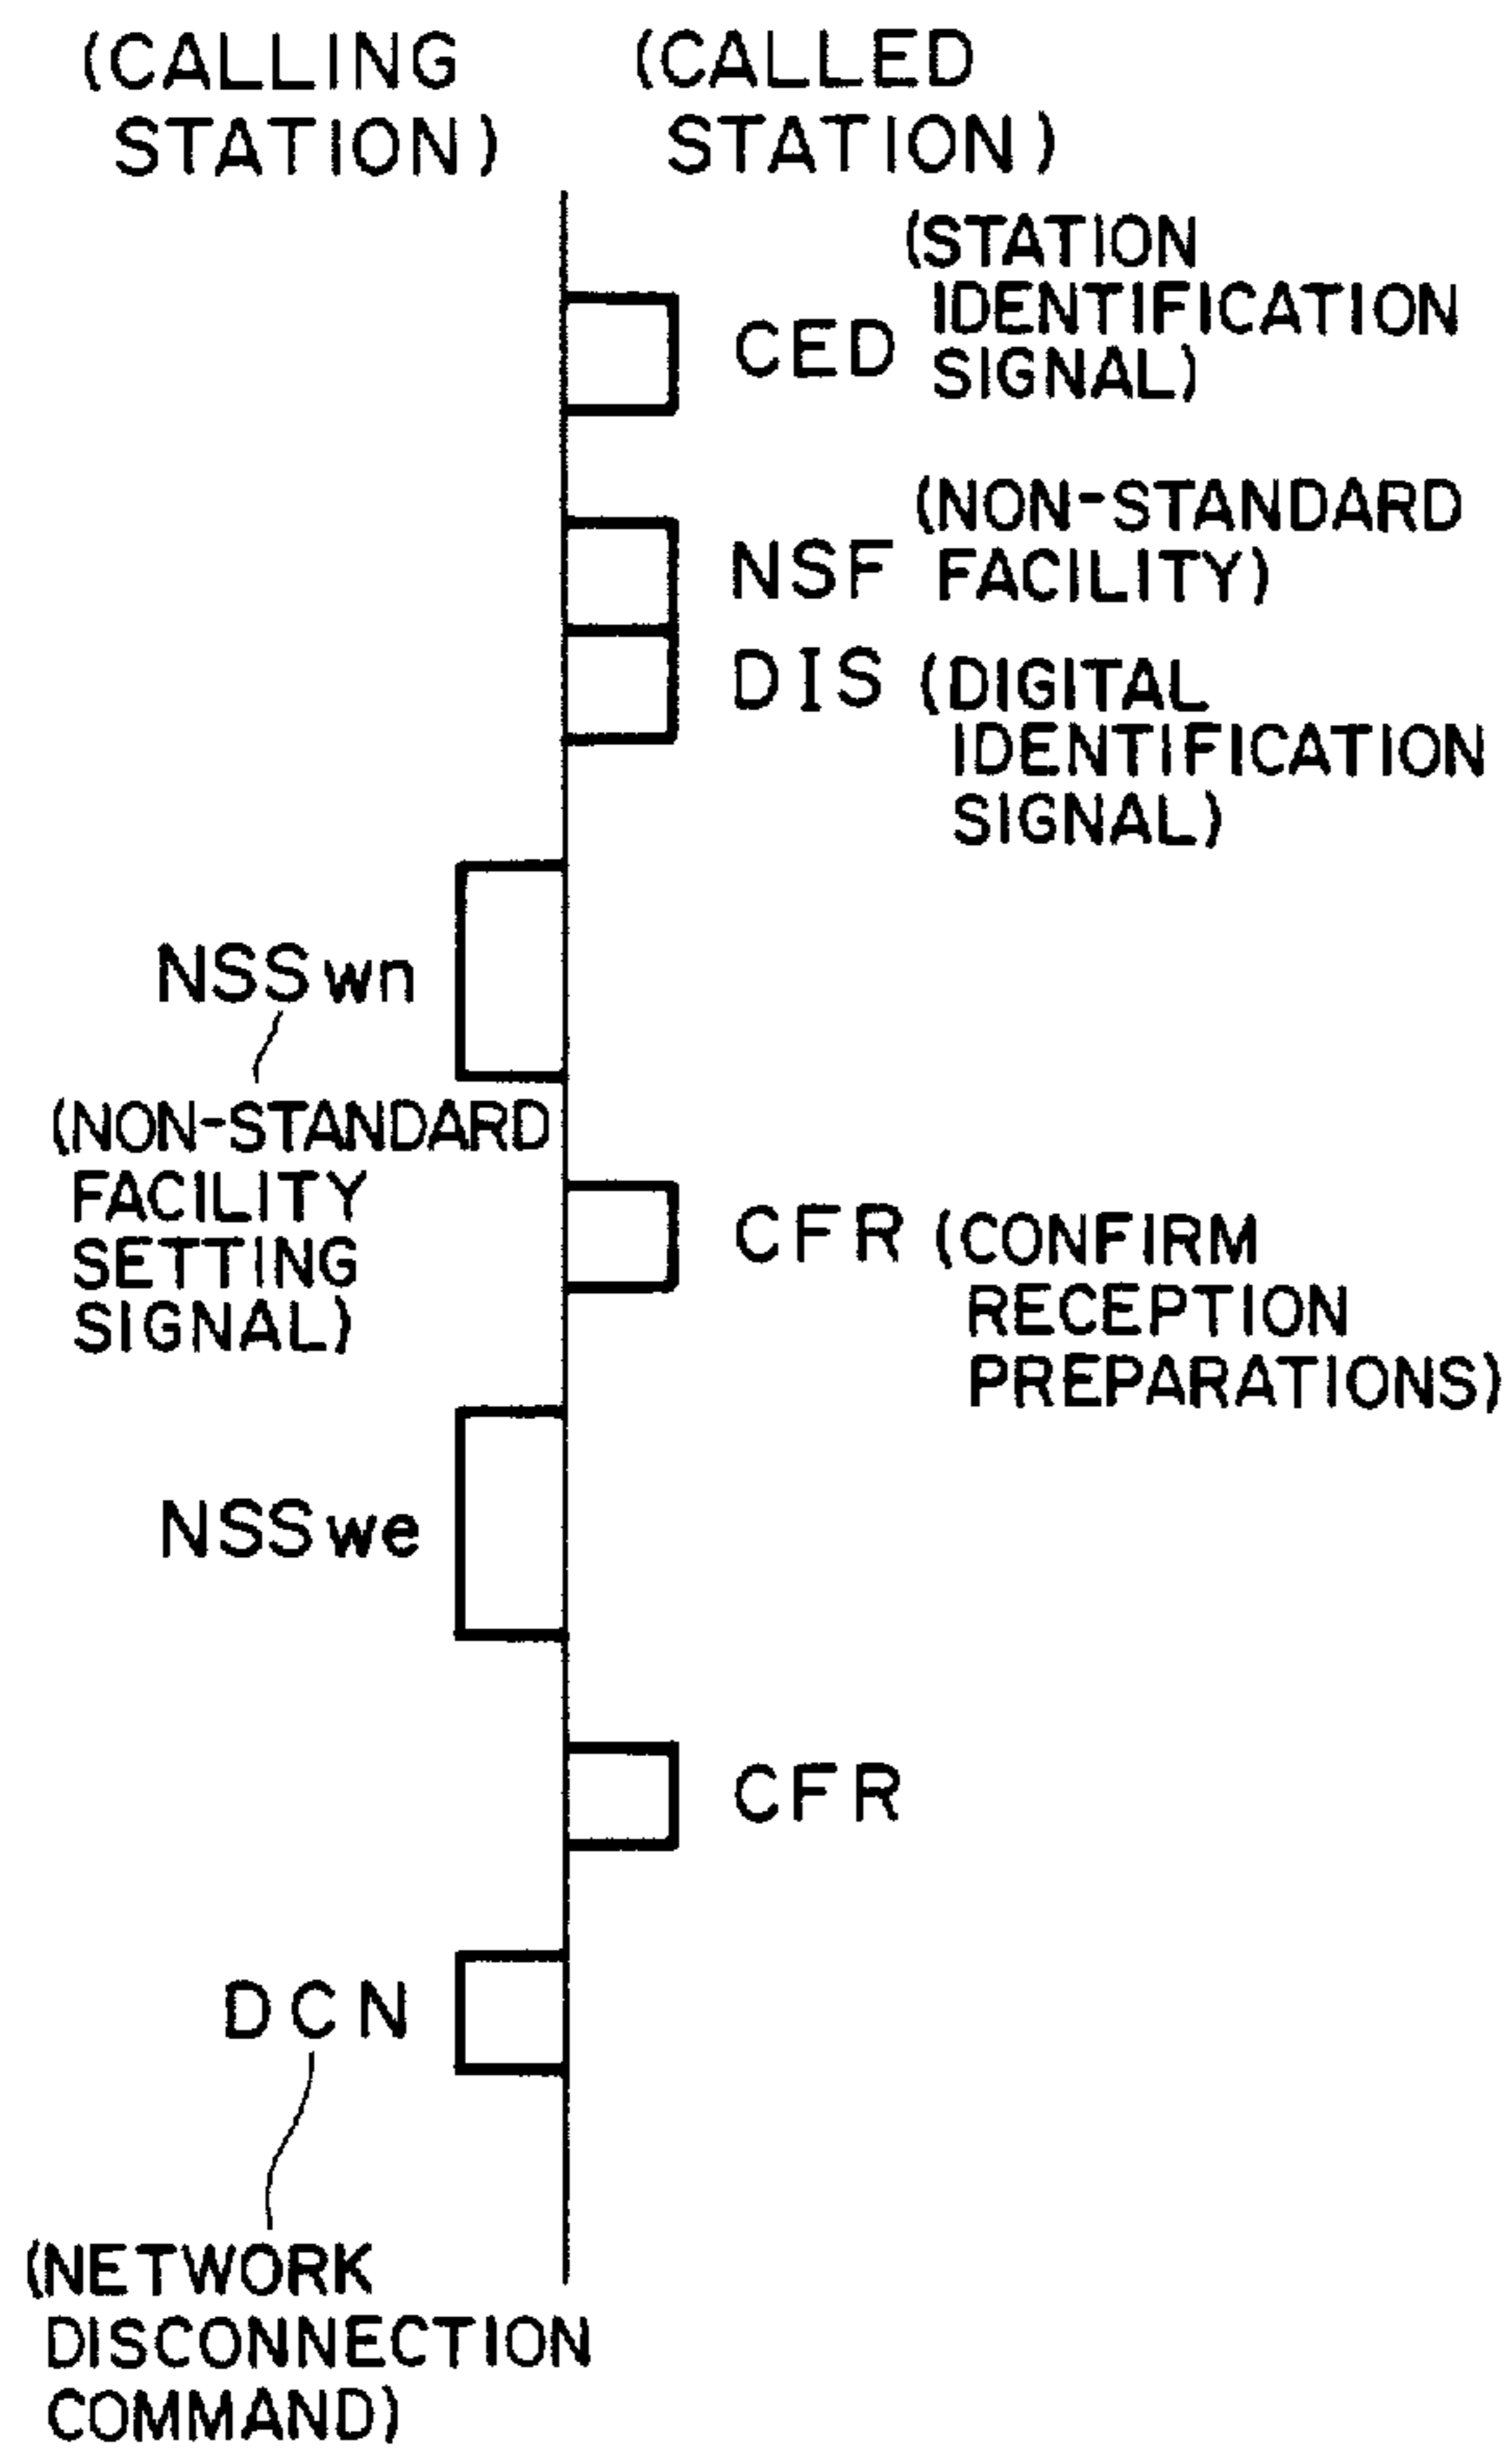 (CALLING
STATION)
(CALLED
STATION)
(STATION
IDENTIFICATION
SIGNAL)
CED
(NON-STANDARD
FACILITY)
NSF
DIS
(DIGITAL
IDENTIFICATION
SIGNAL)
NSSwn
(NON-STANDARD
FACILITY
SETTING
SIGNAL)
CFR
(CONFIRM
RECEPTION
PREPARATIONS)
NSSwe
CFR
DCN
(NETWORK
DISCONNECTION
COMMAND)